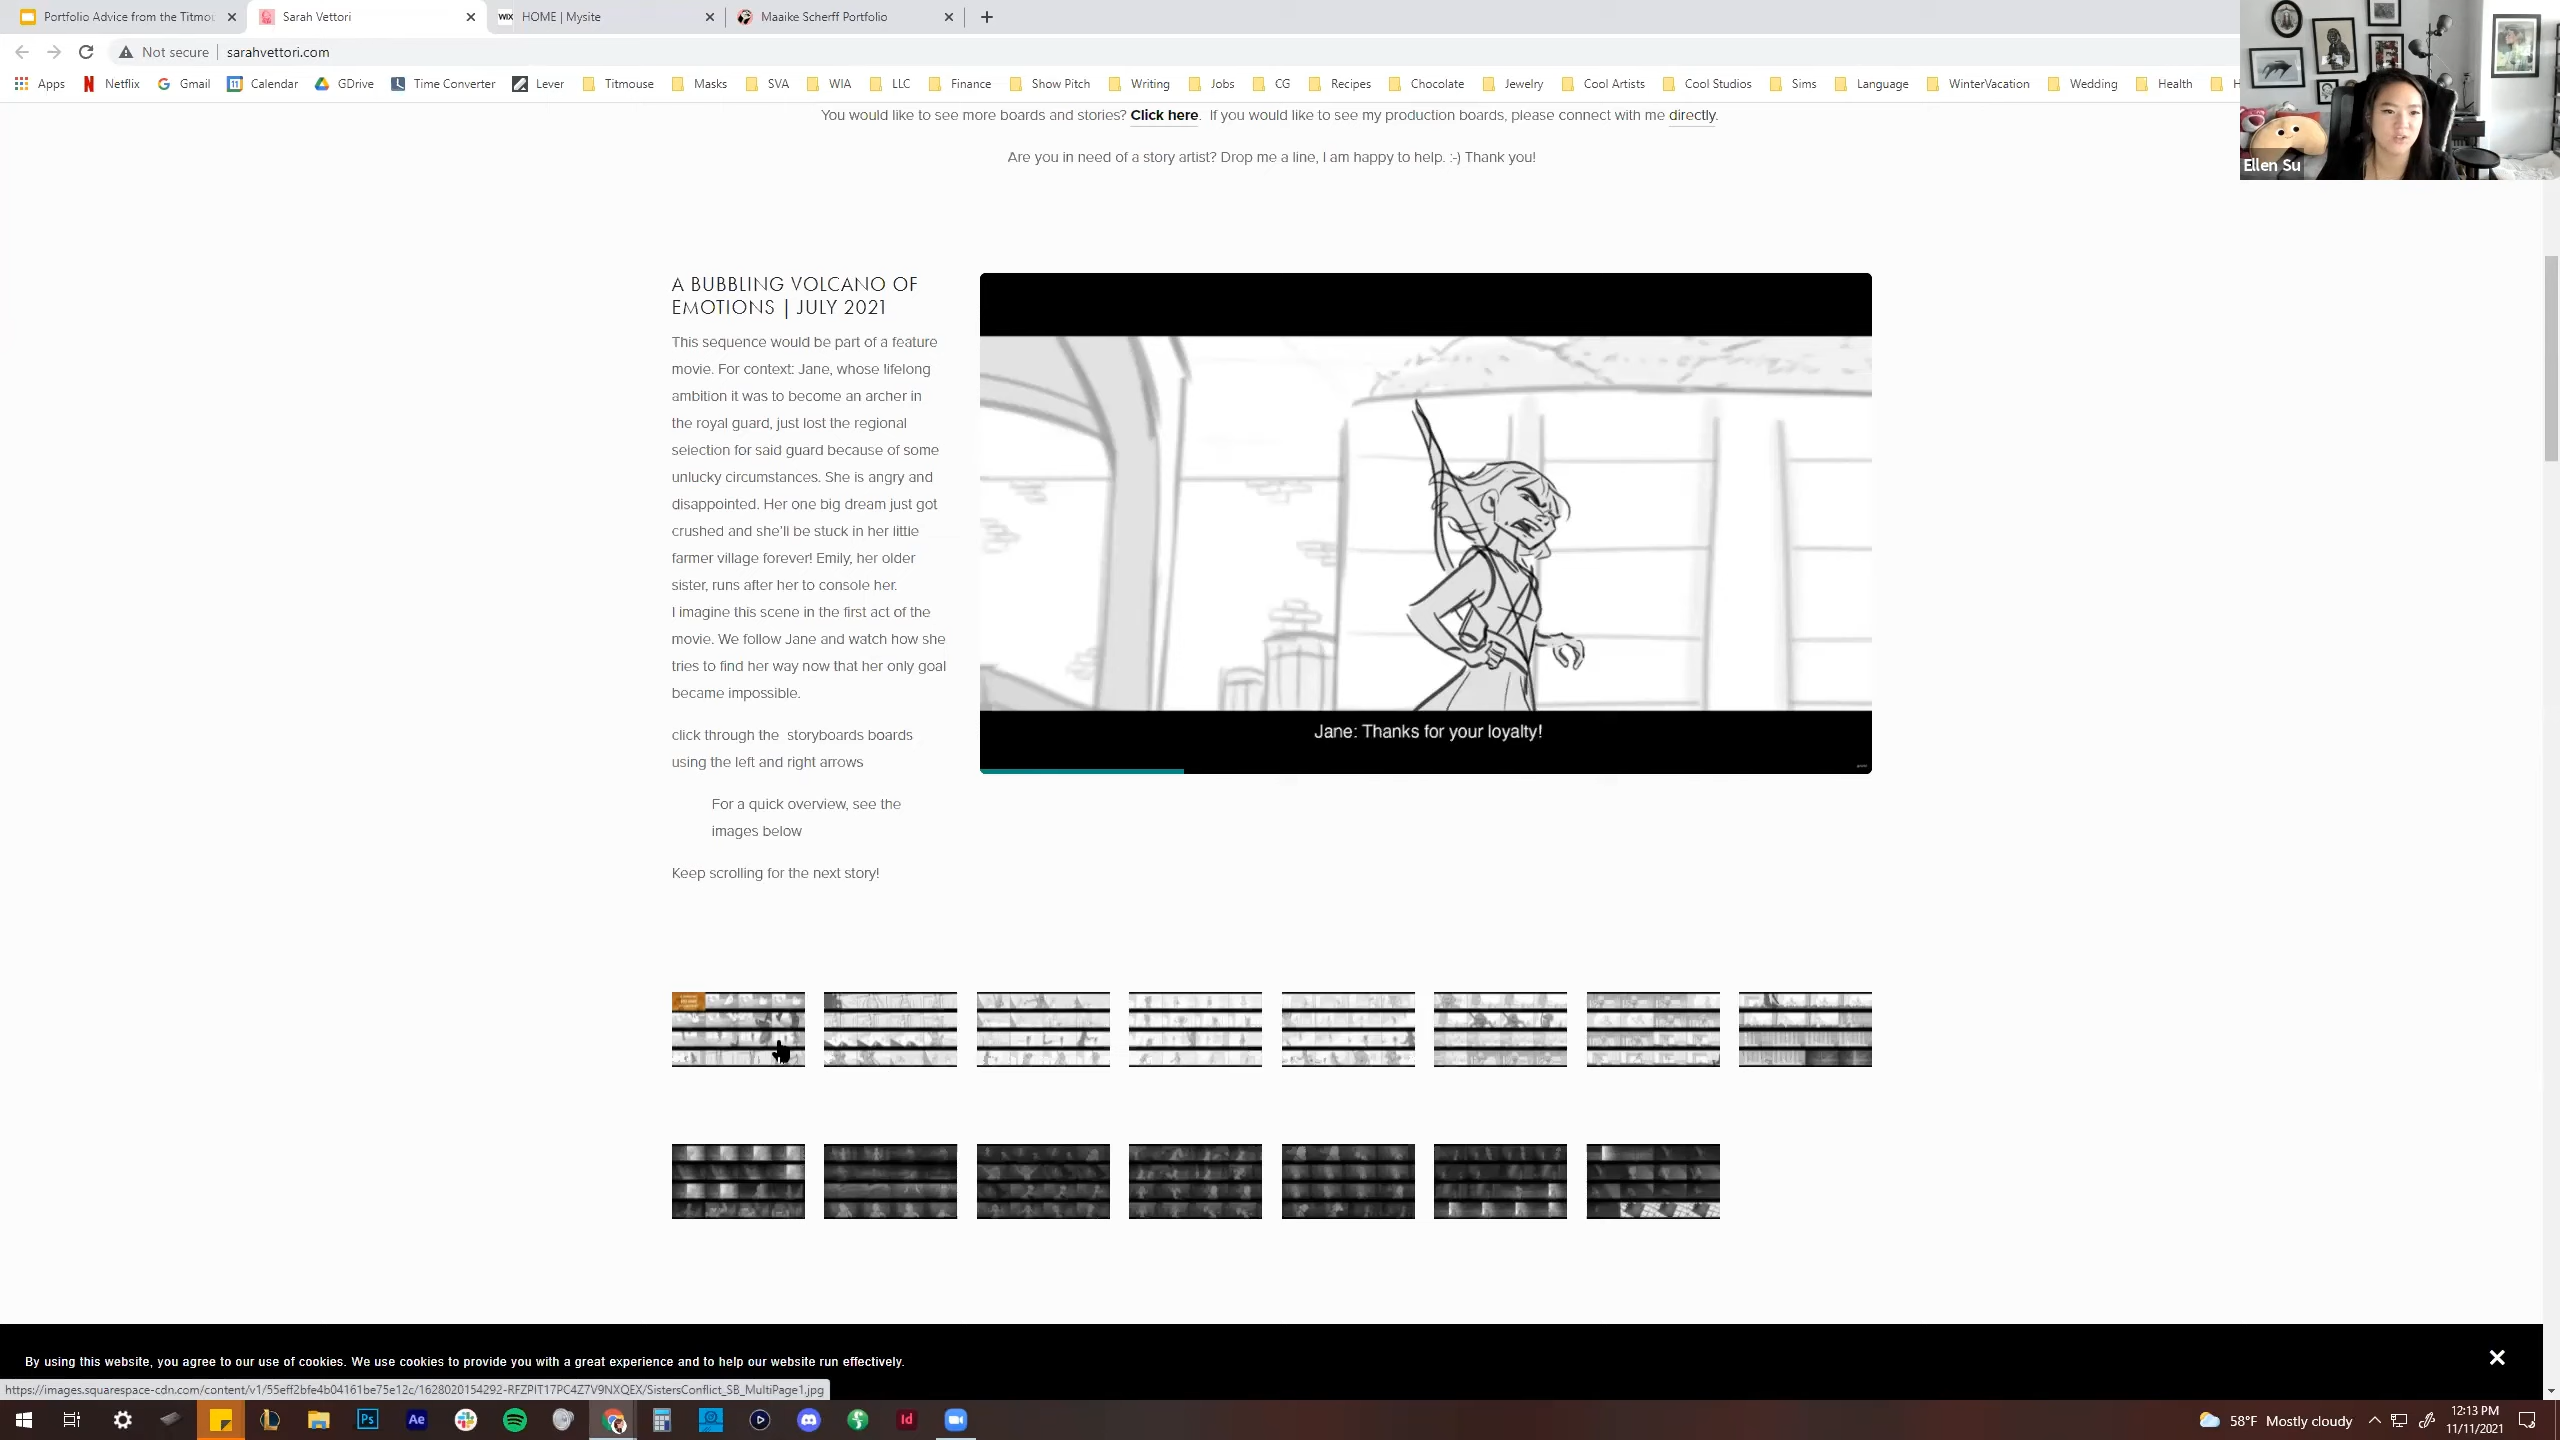 Portfolio Advice from the Titmou
Sarah Vettori
WIX HOME | Mysite
Maaike Scherff Portfolio
Not secure sarahvettori.com
Apps Netflix Gmail Calendar GDrive Time Converter Lever Titmouse Masks SVA WIA LLC Finance Show Pitch Writing Jobs CG Recipes Chocolate Jewelry Cool Artists Cool Studios Sims Language WinterVacation Wedding Health H
Ellen Su
You would like to see more boards and stories? Click here. If you would like to see my production boards, please connect with me directly.
Are you in need of a story artist? Drop me a line, I am happy to help. :-) Thank you!
A BUBBLING VOLCANO OF
EMOTIONS | JULY 2021
This sequence would be part of a feature
movie. For context: Jane, whose lifelong
ambition it was to become an archer in
the royal guard, just lost the regional
selection for said guard because of some
unlucky circumstances. She is angry and
disappointed. Her one big dream just got
crushed and she'll be stuck in her little
farmer village forever! Emily, her older
sister, runs after her to console her.
I imagine this scene in the first act of the
movie. We follow Jane and watch how she
tries to find her way now that her only goal
became impossible.
click through the storyboards boards
using the left and right arrows
For a quick overview, see the
images below
Keep scrolling for the next story!
Jane: Thanks for your loyalty!
By using this website, you agree to our use of cookies. We use cookies to provide you with a great experience and to help our website run effectively.
https://images.squarespace-cdn.com/content/v1/55eff2bfe4b04161be75e12c/1628020154292-RFZPIT17PC4Z7V9NXQEX/SistersConflict_SB_MultiPage1.jpg
Ps Ae Id
58°F Mostly cloudy
12:13 PM
11/11/2021